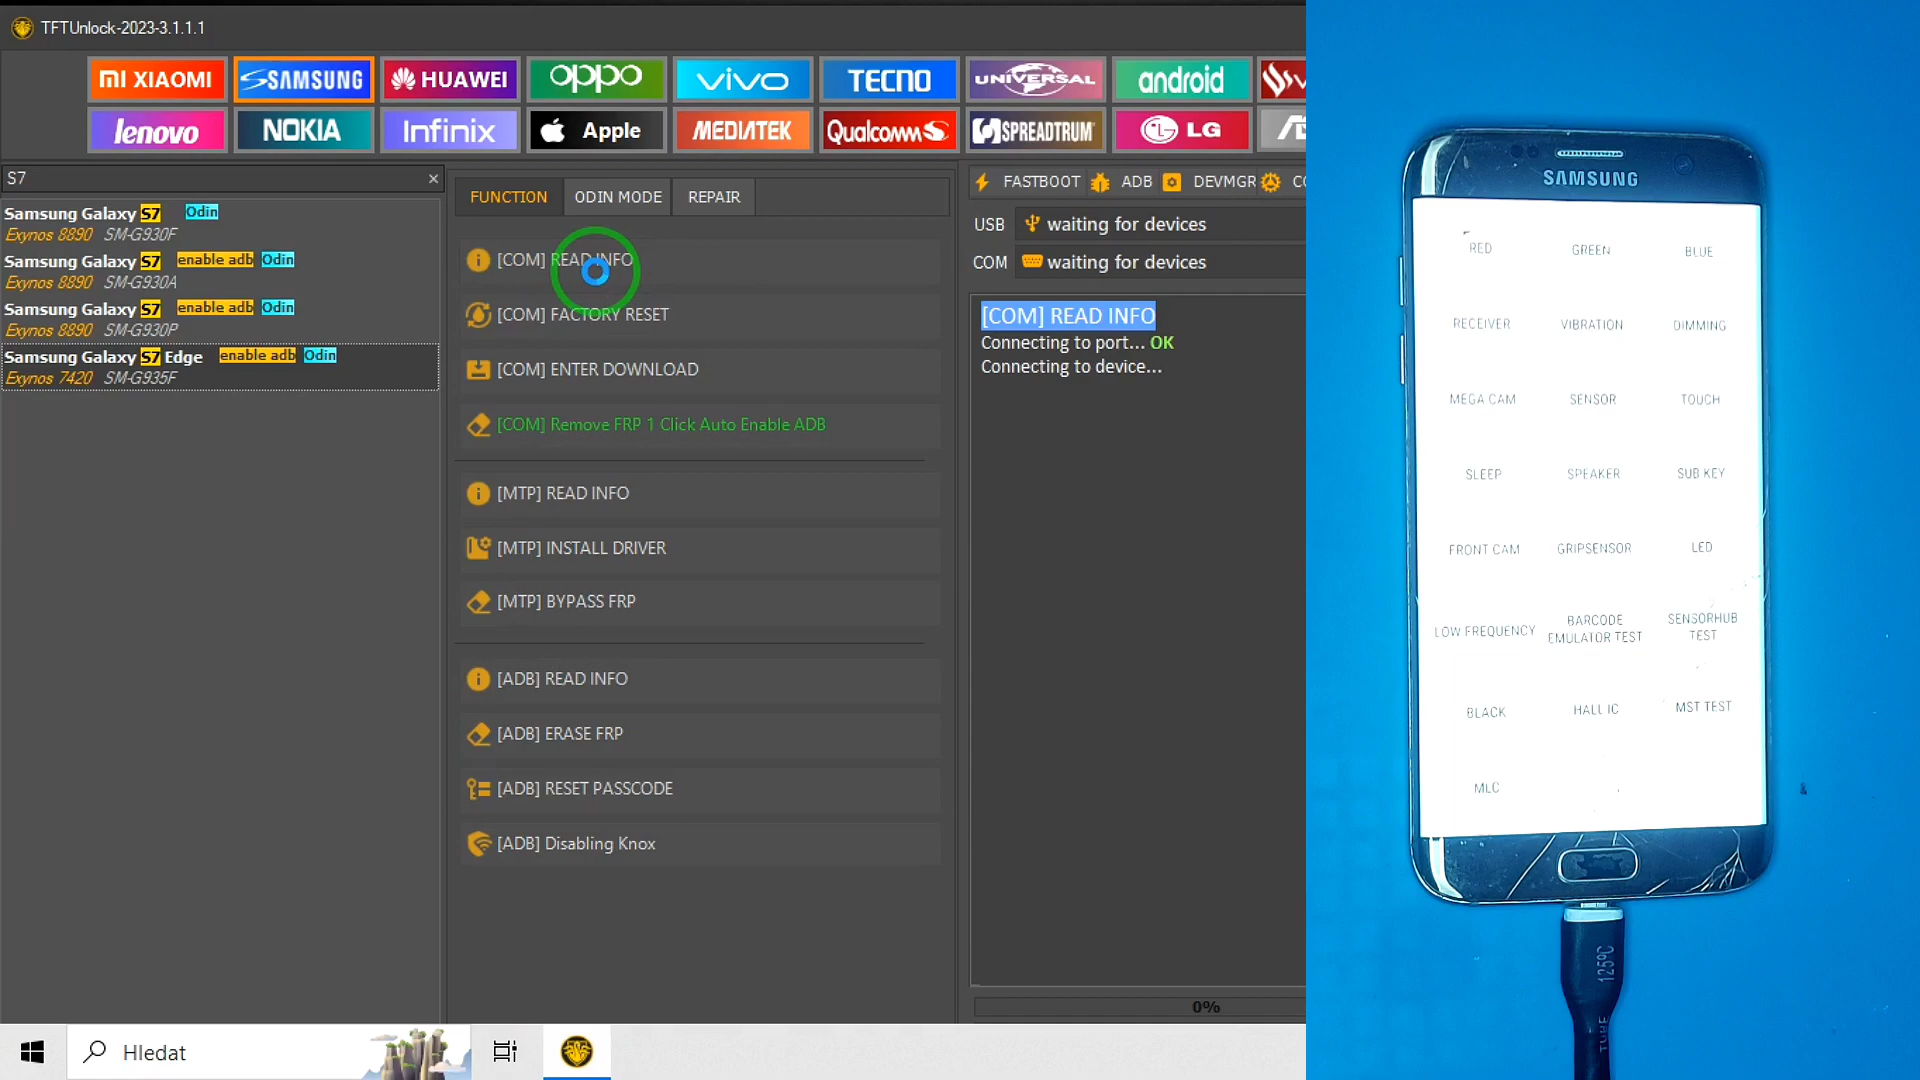 TFTUnlock-2023-3.1.1.1
MI XIAOMI
SAMSUNG
HUAWEI
oppo
vivo
TECNO
UNIVERSAL
android
lenovo
NOKIA
Infinix
Apple
MEDIATEK
Qualcomm
SPREADTRUM
LG
S7
Samsung Galaxy S7 Odin
Exynos 8890 SM-G930F
Samsung Galaxy S7 enable adb Odin
Exynos 8890 SM-G930A
Samsung Galaxy S7 enable adb Odin
Exynos 8890 SM-G930P
Samsung Galaxy S7 Edge enable adb Odin
Exynos 7420 SM-G935F
FUNCTION ODIN MODE REPAIR
[COM] READ INFO
[COM] FACTORY RESET
[COM] ENTER DOWNLOAD
[COM] Remove FRP 1 Click Auto Enable ADB
[MTP] READ INFO
[MTP] INSTALL DRIVER
[MTP] BYPASS FRP
[ADB] READ INFO
[ADB] ERASE FRP
[ADB] RESET PASSCODE
[ADB] Disabling Knox
FASTBOOT ADB DEVMGR
USB waiting for devices
COM waiting for devices
[COM] READ INFO
Connecting to port... OK
Connecting to device...
0%
Hledat
SAMSUNG
RED GREEN BLUE
RECEIVER VIBRATION DIMMING
MEGA CAM SENSOR TOUCH
SLEEP SPEAKER SUB KEY
FRONT CAM GRIPSENSOR LED
LOW FREQUENCY BARCODE EMULATOR TEST SENSORHUB TEST
BLACK HALL IC MST TEST
MLC
125°C
TUBE